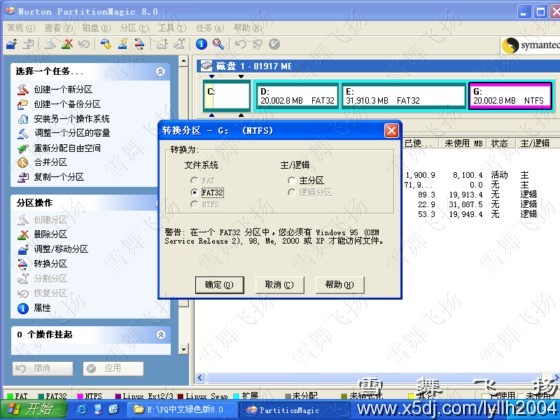 Norton PartitionMagic 8.0
常规(G) 查看(V) 磁盘(D) 分区(P) 工具(T) 任务(A) 帮助(H)
symantec
选择一个任务...
创建一个新分区
创建一个备份分区
安装另一个操作系统
调整一个分区的容量
重新分配自由空间
合并分区
复制一个分区
分区操作
创建分区
删除分区
调整/移动分区
转换分区
分割分区
恢复分区
属性
0 个操作挂起
撤消
应用
磁盘 1 - 81917 MB
C:
D:
20,002.8 MB FAT32
E:
31,910.3 MB FAT32
G:
20,002.8 MB NTFS
已使... 未使用 MB 状态 主/逻辑
1,900.9 8,100.4 活动 主
71,9... 0.0 无 主
89.3 19,913.4 无 逻辑
22.9 31,887.5 无 逻辑
53.3 19,949.4 无 逻辑
转换分区 - G: (NTFS)
转换为:
文件系统
FAT
FAT32
NTFS
主/逻辑
主分区
逻辑分区
警告: 在一个 FAT32 分区中，您必须有 Windows 95 (OEM
Service Release 2), 98, Me, 2000 或 XP 才能访问文件。
确定(O)
取消(C)
帮助(H)
FAT FAT32 NTFS Linux Ext2/3 Linux Swap 扩展 未分配
开始
H:\PQ中文绿色版8.0
PartitionMagic
雪舞飞扬
www.x5dj.com/lyllh2004